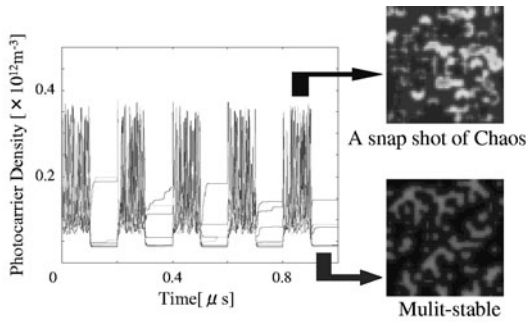 Photocarrier Density [ × 10¹²m⁻³]
0.4
0.2
0
0
0.4
0.8
Time[ μ s]
A snap shot of Chaos
Mulit-stable